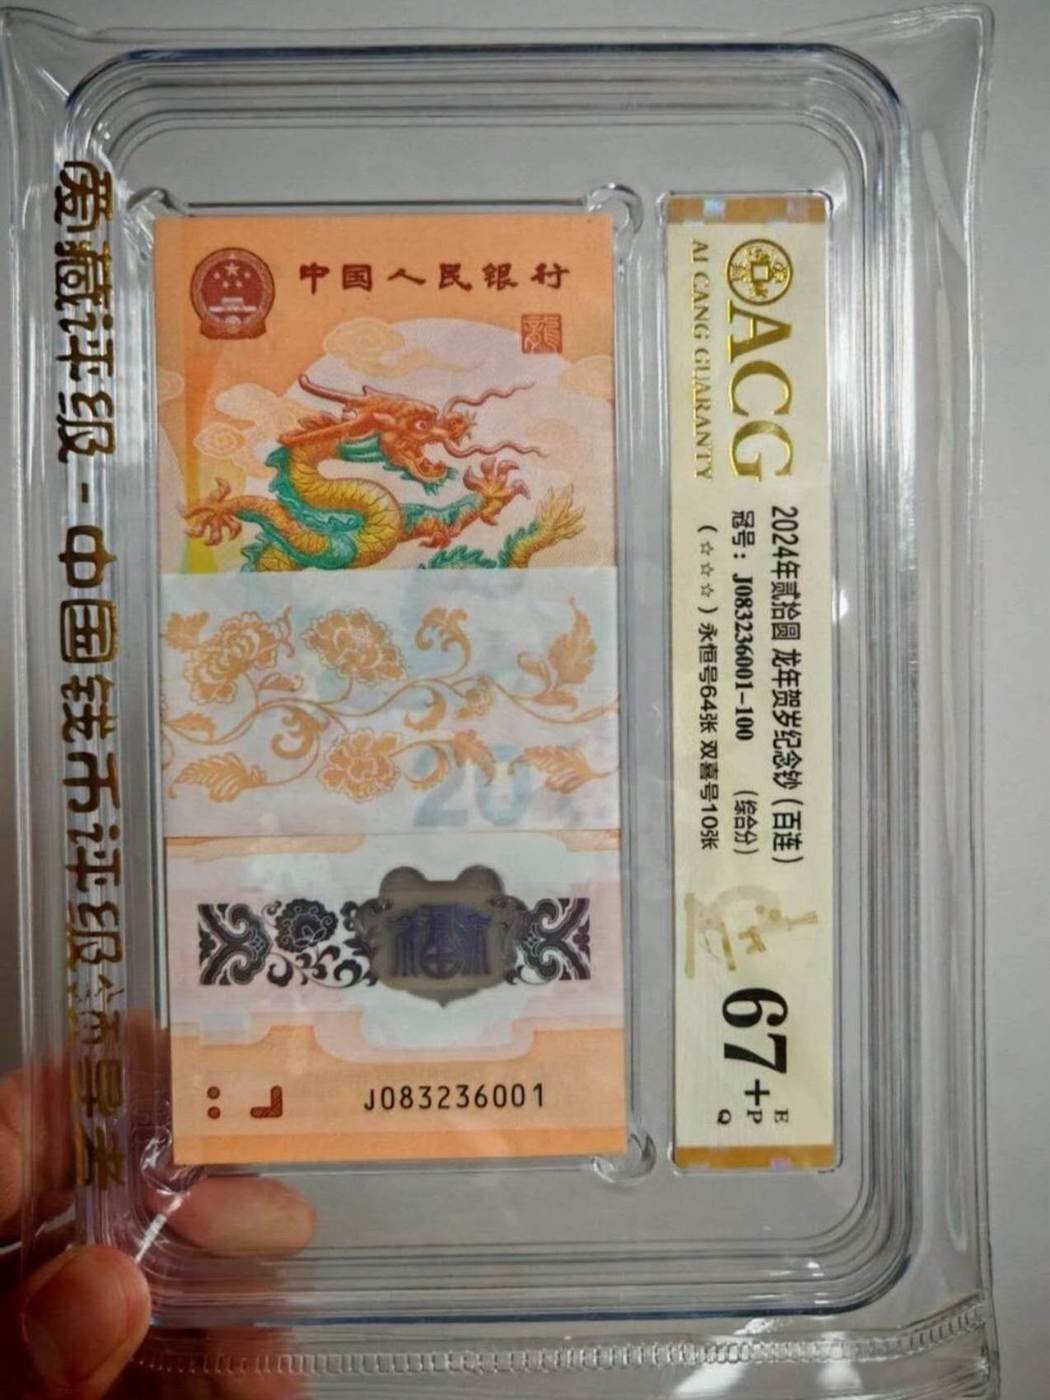 爱藏评级-中国钱币评级领导者
中国人民银行
龍
20
福
J083236001
ACG
AI CANG GUARANTY
2024年贰拾圆 龙年贺岁纪念钞(百连)
冠号:J083236001-100 (综合分)
(☆☆☆)永恒号64张 双喜号10张
67+
E
P
Q